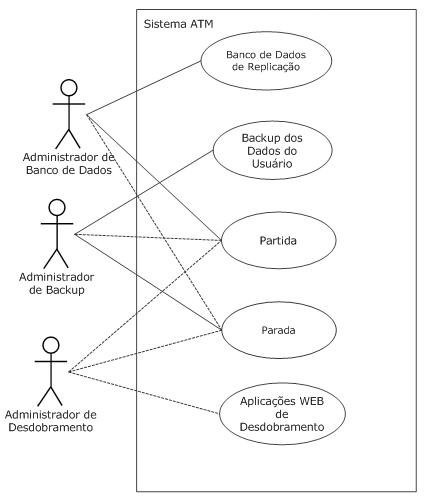 Sistema ATM
Banco de Dados
de Replicação
Administrador de
Banco de Dados
Backup dos
Dados do
Usuário
Administrador
de Backup
Partida
Parada
Administrador de
Desdobramento
Aplicações WEB
de
Desdobramento